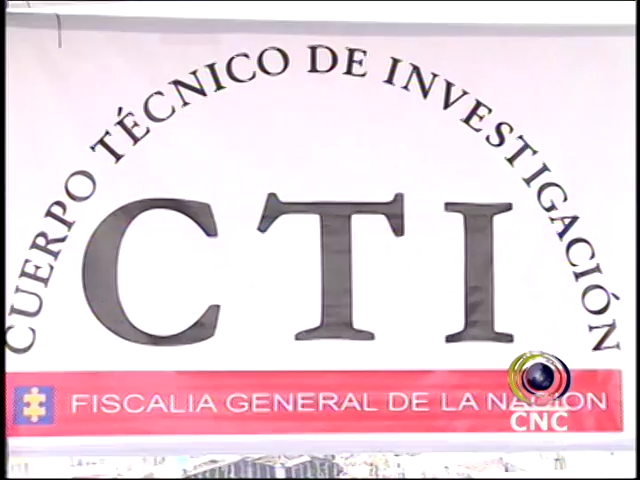 CUERPO TÉCNICO DE INVESTIGACIÓN
CTI
FISCALIA GENERAL DE LA NACION
CNC